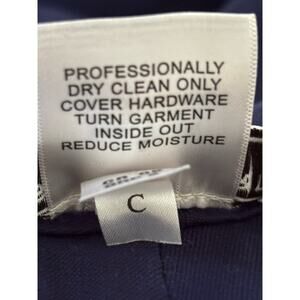 PROFESSIONALLY
DRY CLEAN ONLY
COVER HARDWARE
TURN GARMENT
INSIDE OUT
REDUCE MOISTURE
C